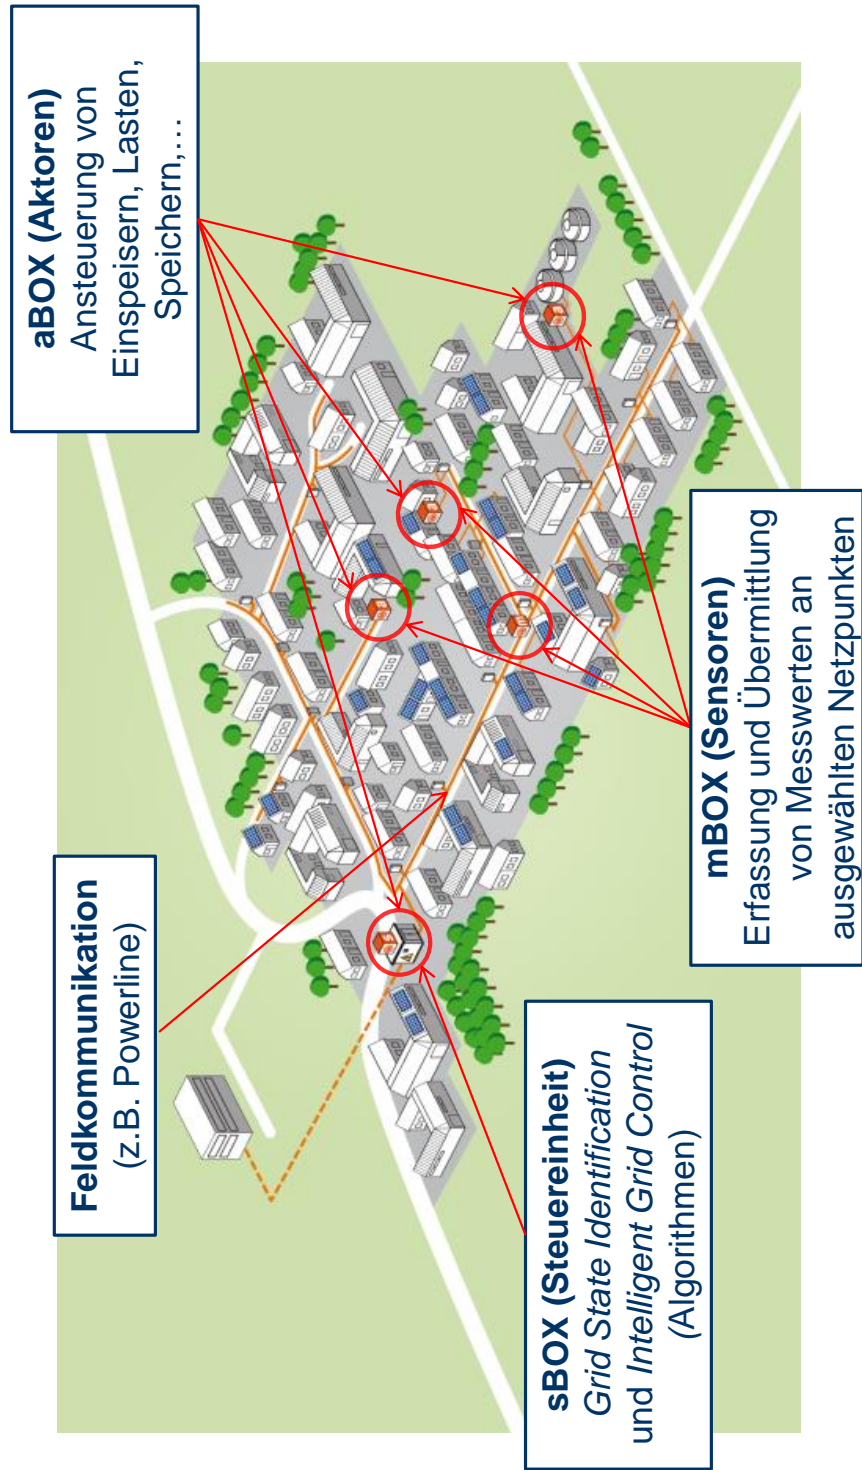 Feldkommunikation
(z.B. Powerline)
aBOX (Aktoren)
Ansteuerung von
Einspeisern, Lasten,
Speichern,...
sBOX (Steuereinheit)
Grid State Identification
und Intelligent Grid Control
(Algorithmen)
mBOX (Sensoren)
Erfassung und Übermittlung
von Messwerten an
ausgewählten Netzpunkten